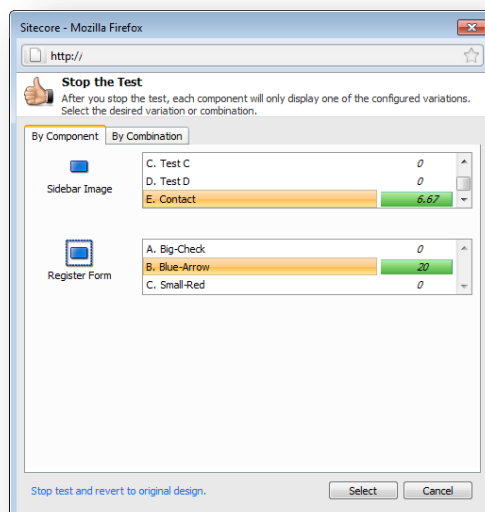 Sitecore - Mozilla Firefox
http://
Stop the Test
After you stop the test, each component will only display one of the configured variations.
Select the desired variation or combination.
By Component By Combination
Sidebar Image
C. Test C 0
D. Test D 0
E. Contact 6.67
Register Form
A. Big-Check 0
B. Blue-Arrow 20
C. Small-Red 0
Stop test and revert to original design. Select Cancel